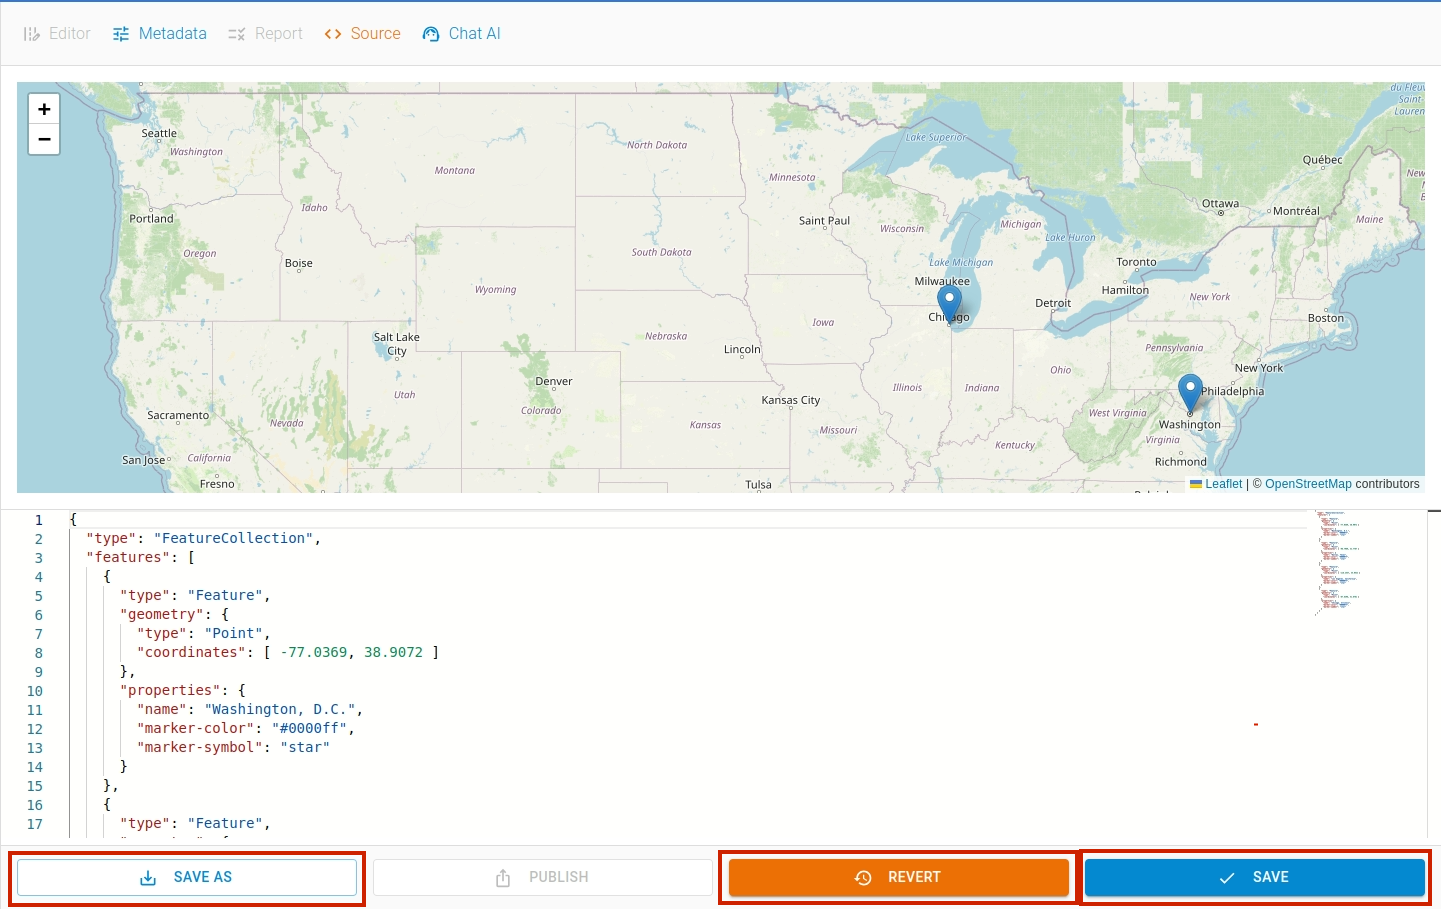 Editor Metadata Report Source Chat AI
+
−
du Fleuve
Saint-
Lauren
Seattle
Washington
Lake Superior
North Dakota
Québec
Montana
Minnesota
New
Ottawa
Idaho
Montréal
Portland
Saint Paul
Maine
Michigan
Wisconsin
Lake Huron
Oregon
South Dakota
Boise
Lake Michigan
Toronto
Milwaukee
Wyoming
Hamilton
New York
Detroit
Chicago
Boston
Iowa
Salt Lake
City
Nebraska
Lincoln
Pennsylvania
New York
Ohio
Denver
Illinois
Indiana
Philadelphia
Utah
Kansas City
Colorado
West Virginia
Sacramento
Nevada
Kansas
Missouri
Washington
Virginia
Kentucky
San Jose
California
Richmond
Fresno
Tulsa
Leaflet | © OpenStreetMap contributors
1 {
2 "type": "FeatureCollection",
3 "features": [
4 {
5 "type": "Feature",
6 "geometry": {
7 "type": "Point",
8 "coordinates": [ -77.0369, 38.9072 ]
9 },
10 "properties": {
11 "name": "Washington, D.C.",
12 "marker-color": "#0000ff",
13 "marker-symbol": "star"
14 }
15 },
16 {
17 "type": "Feature",
SAVE AS PUBLISH REVERT SAVE